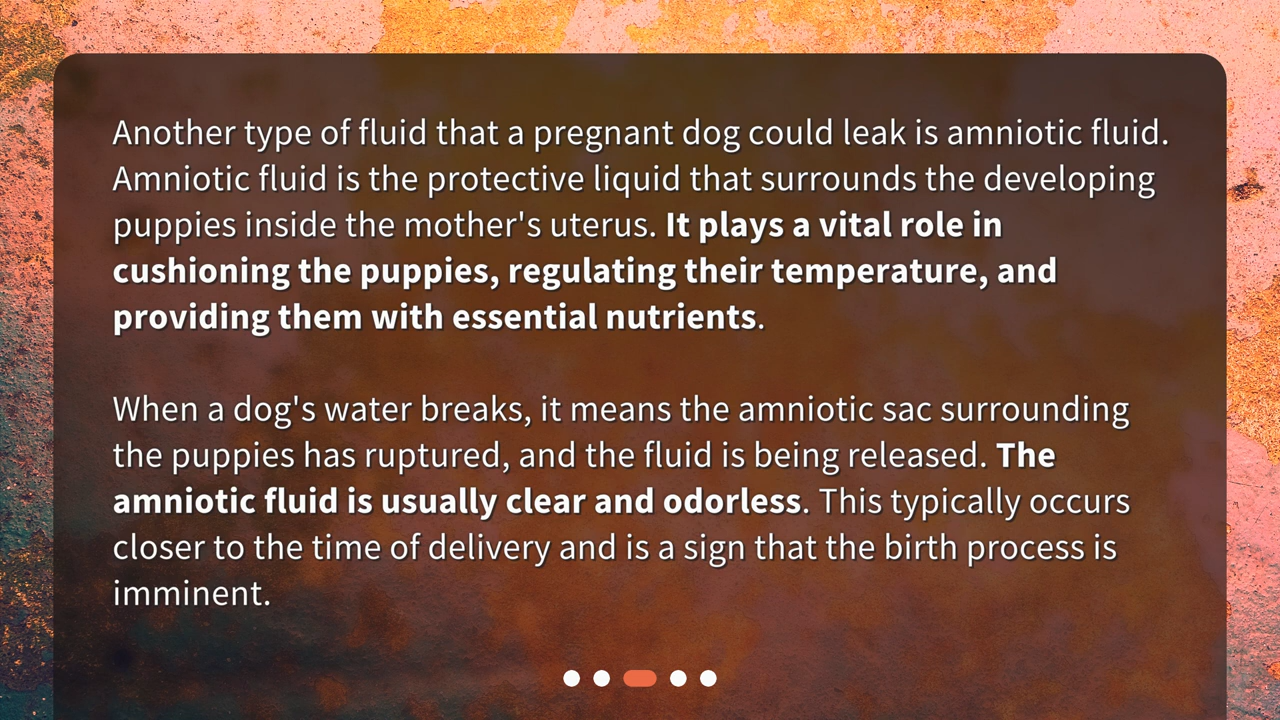 Another type of fluid that a pregnant dog could leak is amniotic fluid.
Amniotic fluid is the protective liquid that surrounds the developing
puppies inside the mother's uterus. It plays a vital role in
cushioning the puppies, regulating their temperature, and
providing them with essential nutrients.
When a dog's water breaks, it means the amniotic sac surrounding
the puppies has ruptured, and the fluid is being released. The
amniotic fluid is usually clear and odorless. This typically occurs
closer to the time of delivery and is a sign that the birth process is
imminent.